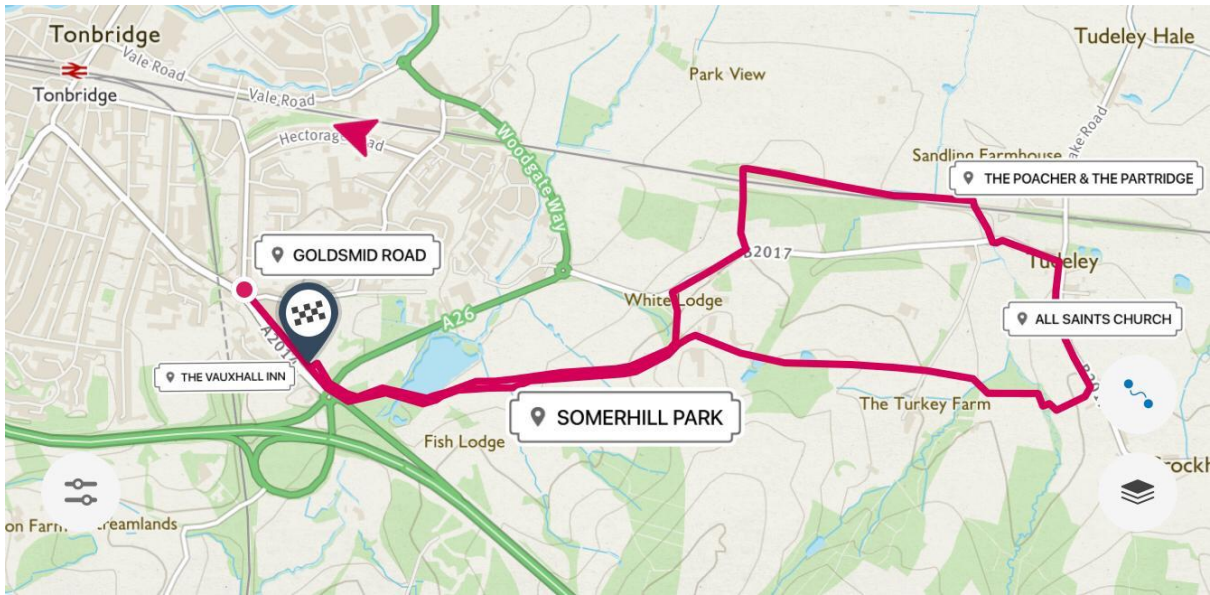 Tonbridge
Tudeley Hale
Vale Road
Park View
Tonbridge
Vale Road
Woodgate Way
Hectorage Road
Sandling Farmhouse
THE POACHER & THE PARTRIDGE
GOLDSMID ROAD
B2017
Tudeley
White Lodge
A26
ALL SAINTS CHURCH
THE VAUXHALL INN
The Turkey Farm
SOMERHILL PARK
Fish Lodge
on Farm